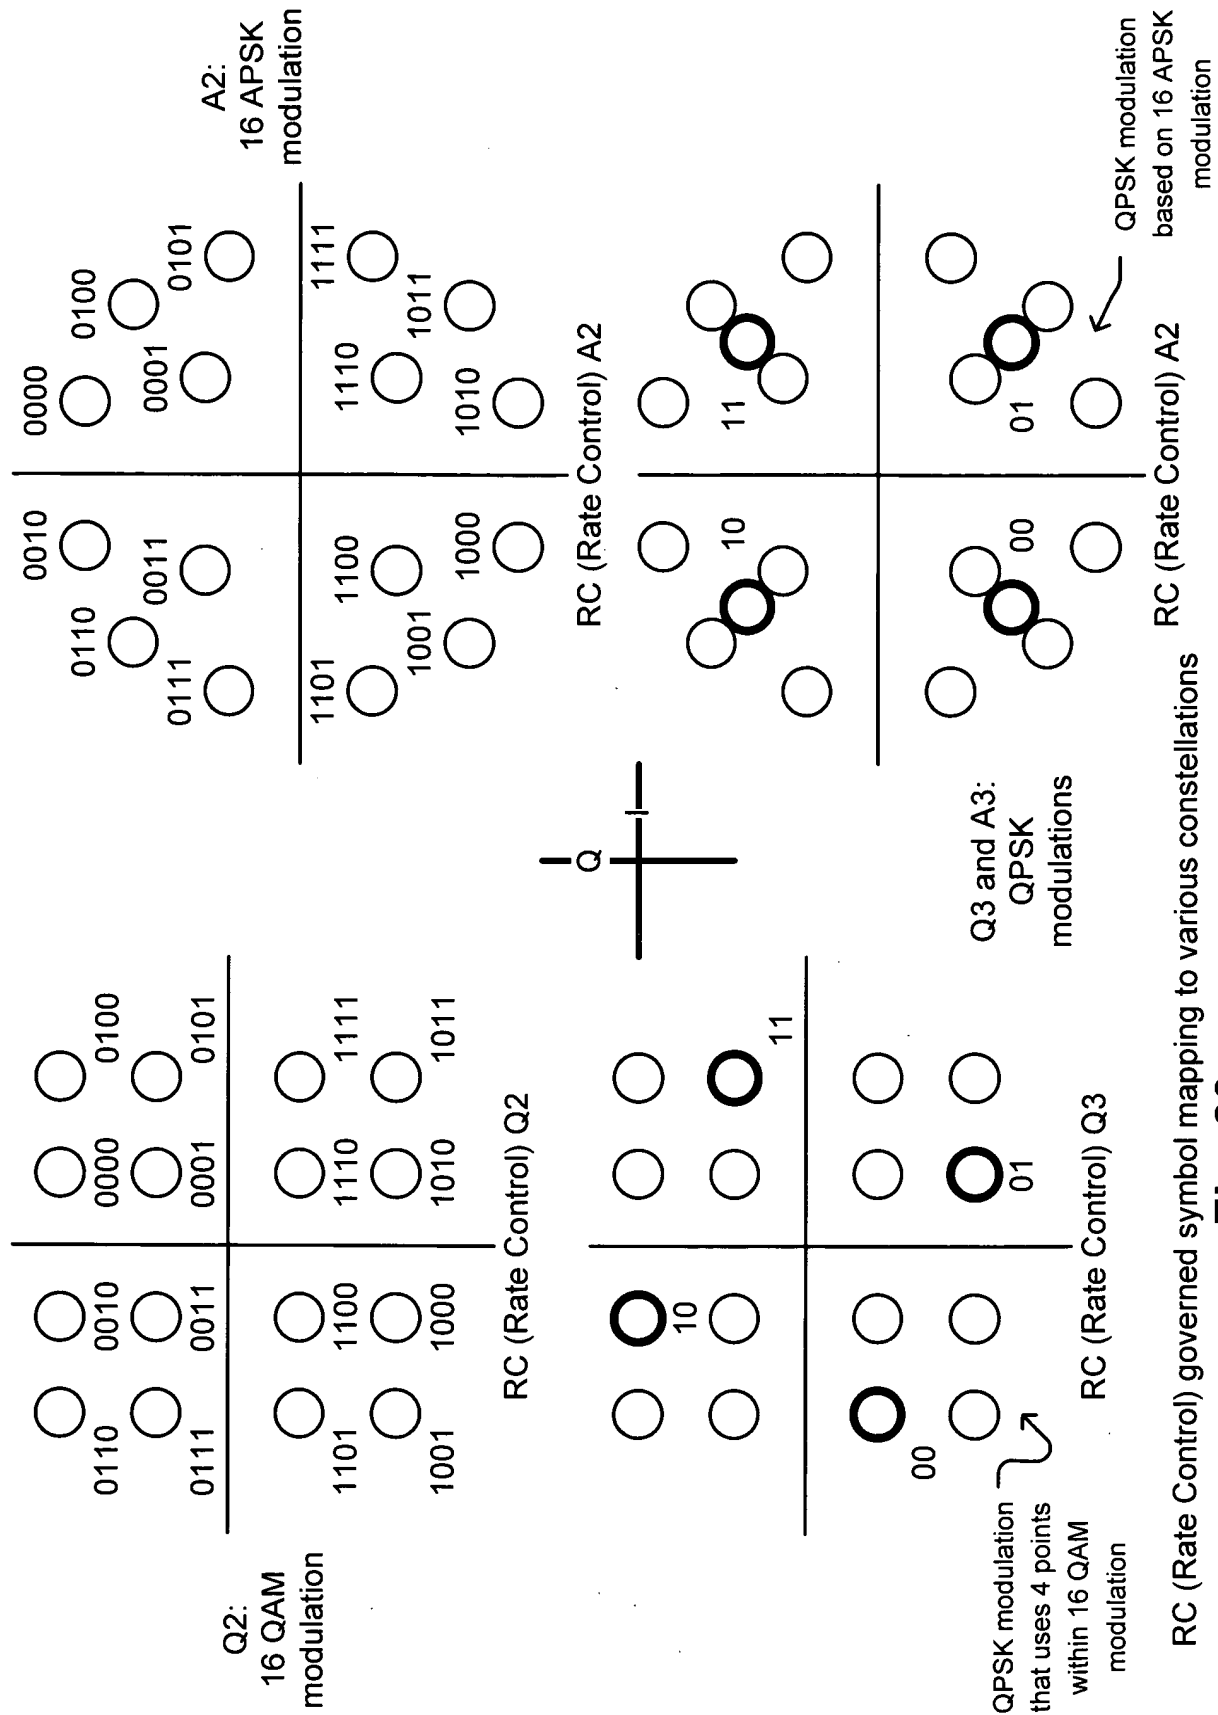 Q2:
16 QAM
modulation
0110 0010 0000 0100
0111 0011 0001 0101
1101 1100 1110 1111
1001 1000 1010 1011
RC (Rate Control) Q2
A2:
16 APSK
modulation
0010 0000
0110 0100
0011 0001
0111 0101
1101 1111
1100 1110
1001 1011
1000 1010
RC (Rate Control) A2
Q
I
10
11
00
01
RC (Rate Control) Q3
QPSK modulation
that uses 4 points
within 16 QAM
modulation
Q3 and A3:
QPSK
modulations
10 11
00 01
RC (Rate Control) A2
QPSK modulation
based on 16 APSK
modulation
RC (Rate Control) governed symbol mapping to various constellations